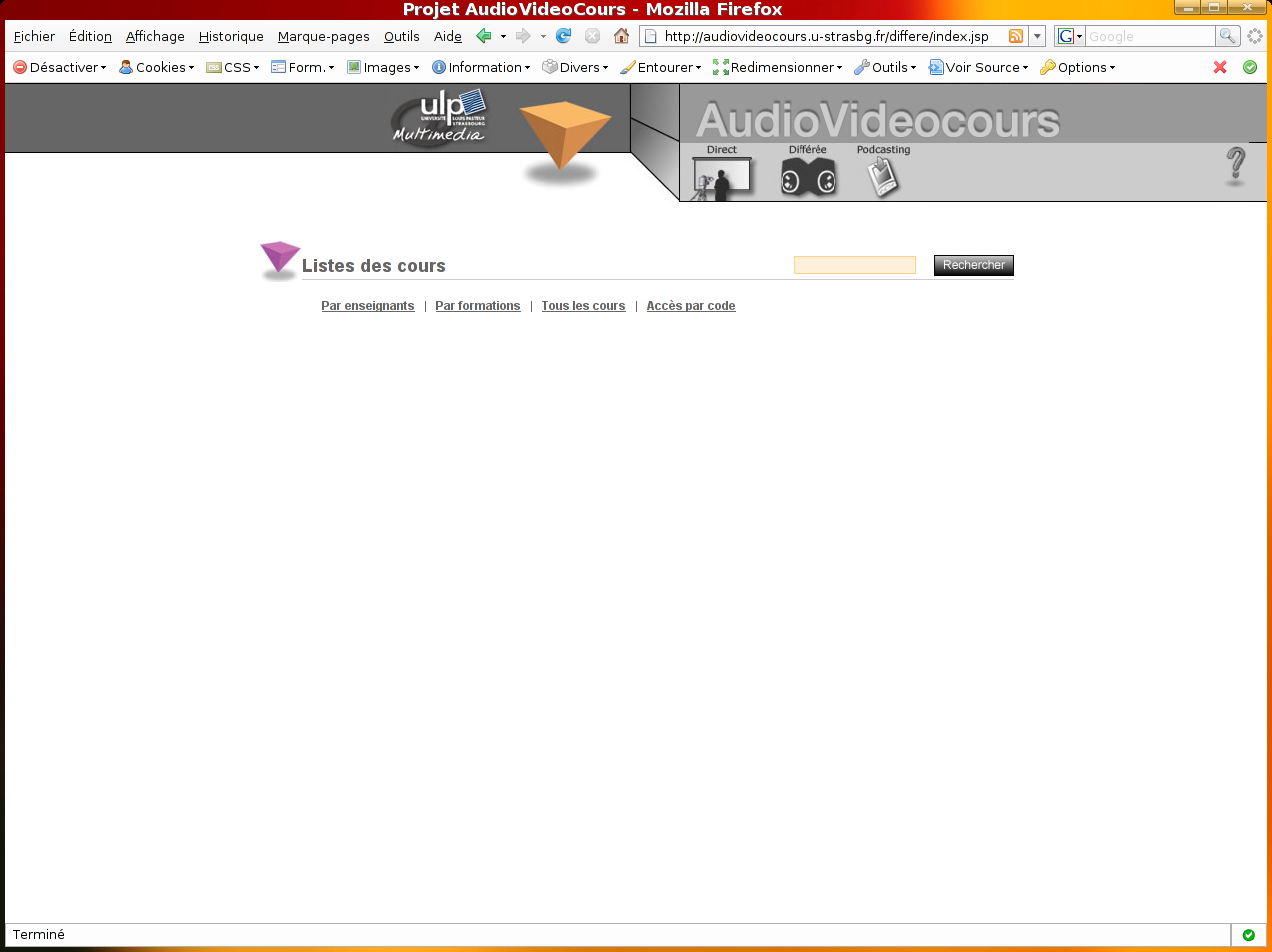 Projet AudioVideoCours - Mozilla Firefox
Fichier Édition Affichage Historique Marque-pages Outils Aide http://audiovideocours.u-strasbg.fr/differe/index.jsp G Google
Désactiver Cookies CSS CSS Form. Images Information Divers Entourer Redimensionner Outils Voir Source Options
ulp
UNIVERSITÉ LOUIS PASTEUR
STRASBOURG
Multimedia
AudioVideocours
Direct Différée Podcasting
?
Listes des cours Rechercher
Par enseignants | Par formations | Tous les cours | Accès par code
Terminé